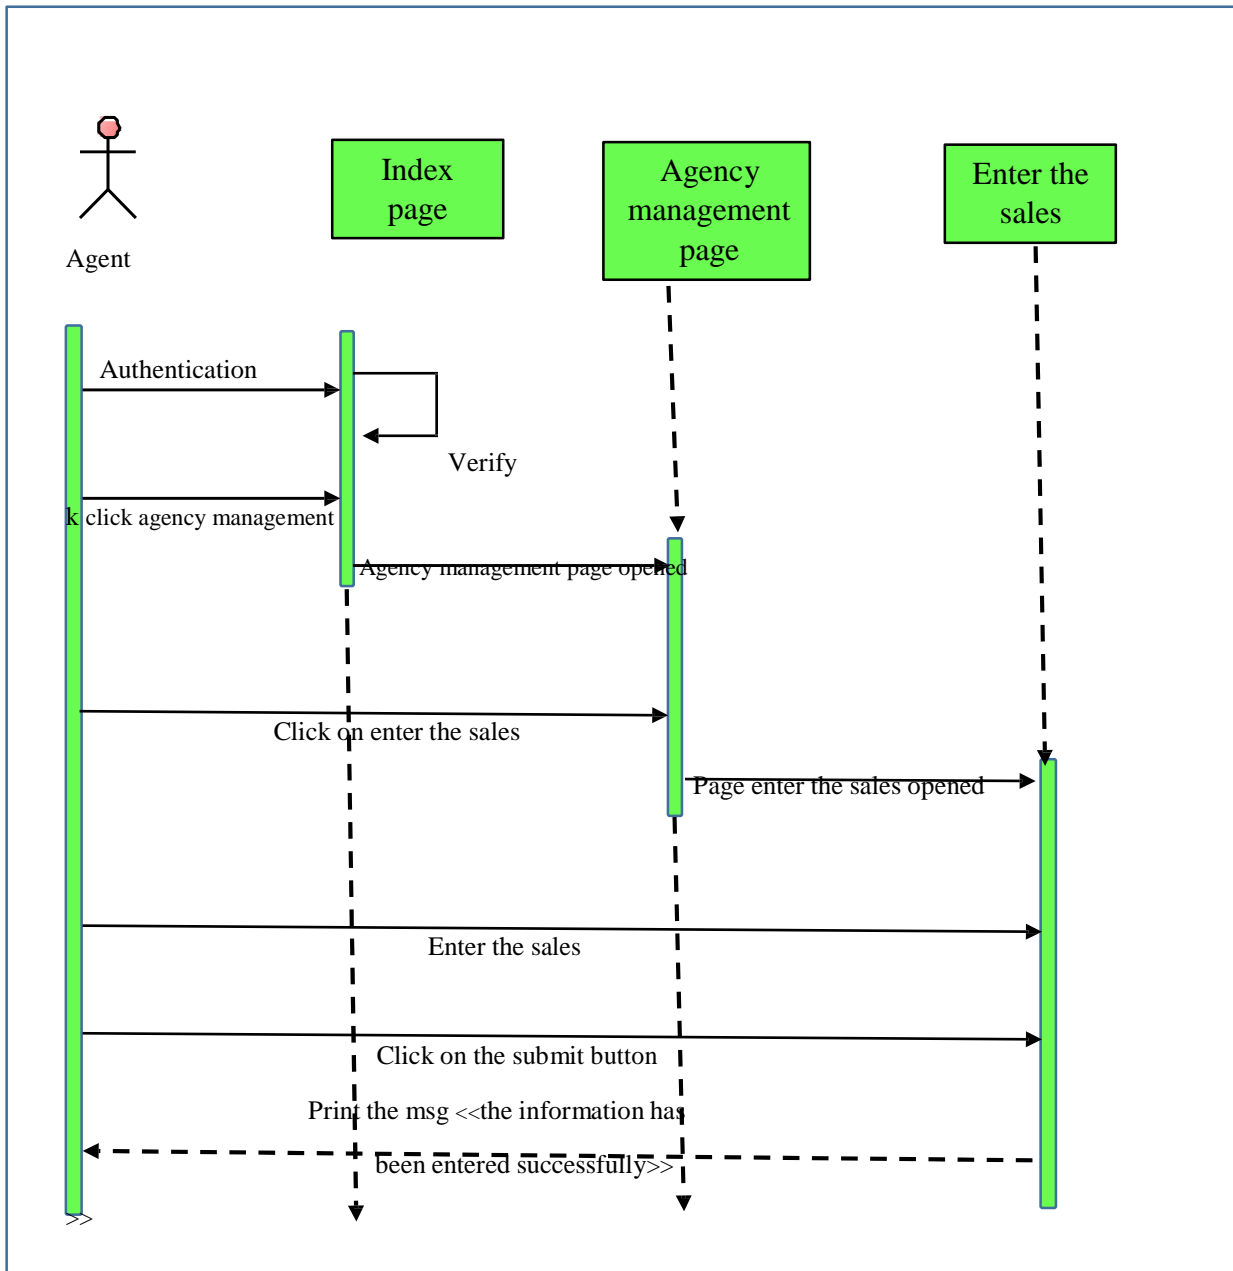 Index
page
Agency
management
page
Enter the
sales
Agent
Authentication
Verify
k click agency management
Agency management page opened
Click on enter the sales
Page enter the sales opened
Enter the sales
Click on the submit button
Print the msg <<the information has
been entered successfully>>
>>